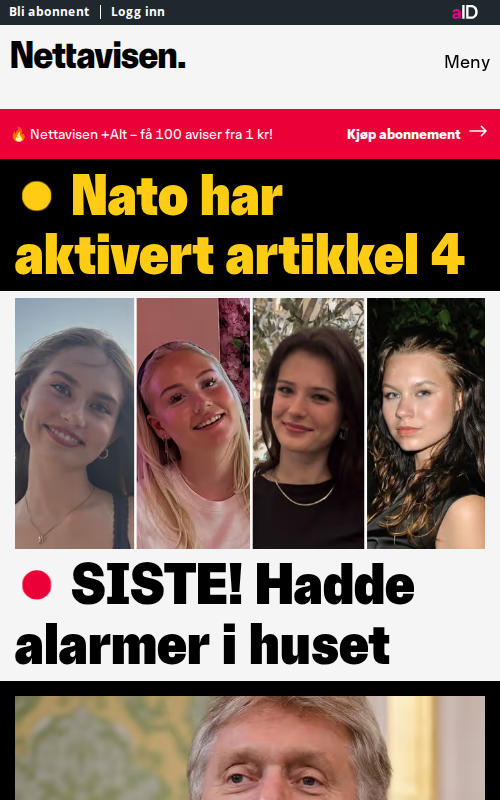 Bli abonnent | Logg inn
aID
Nettavisen.
Meny
🔥 Nettavisen +Alt – få 100 aviser fra 1 kr!
Kjøp abonnement →
Nato har
aktivert artikkel 4
SISTE! Hadde
alarmer i huset